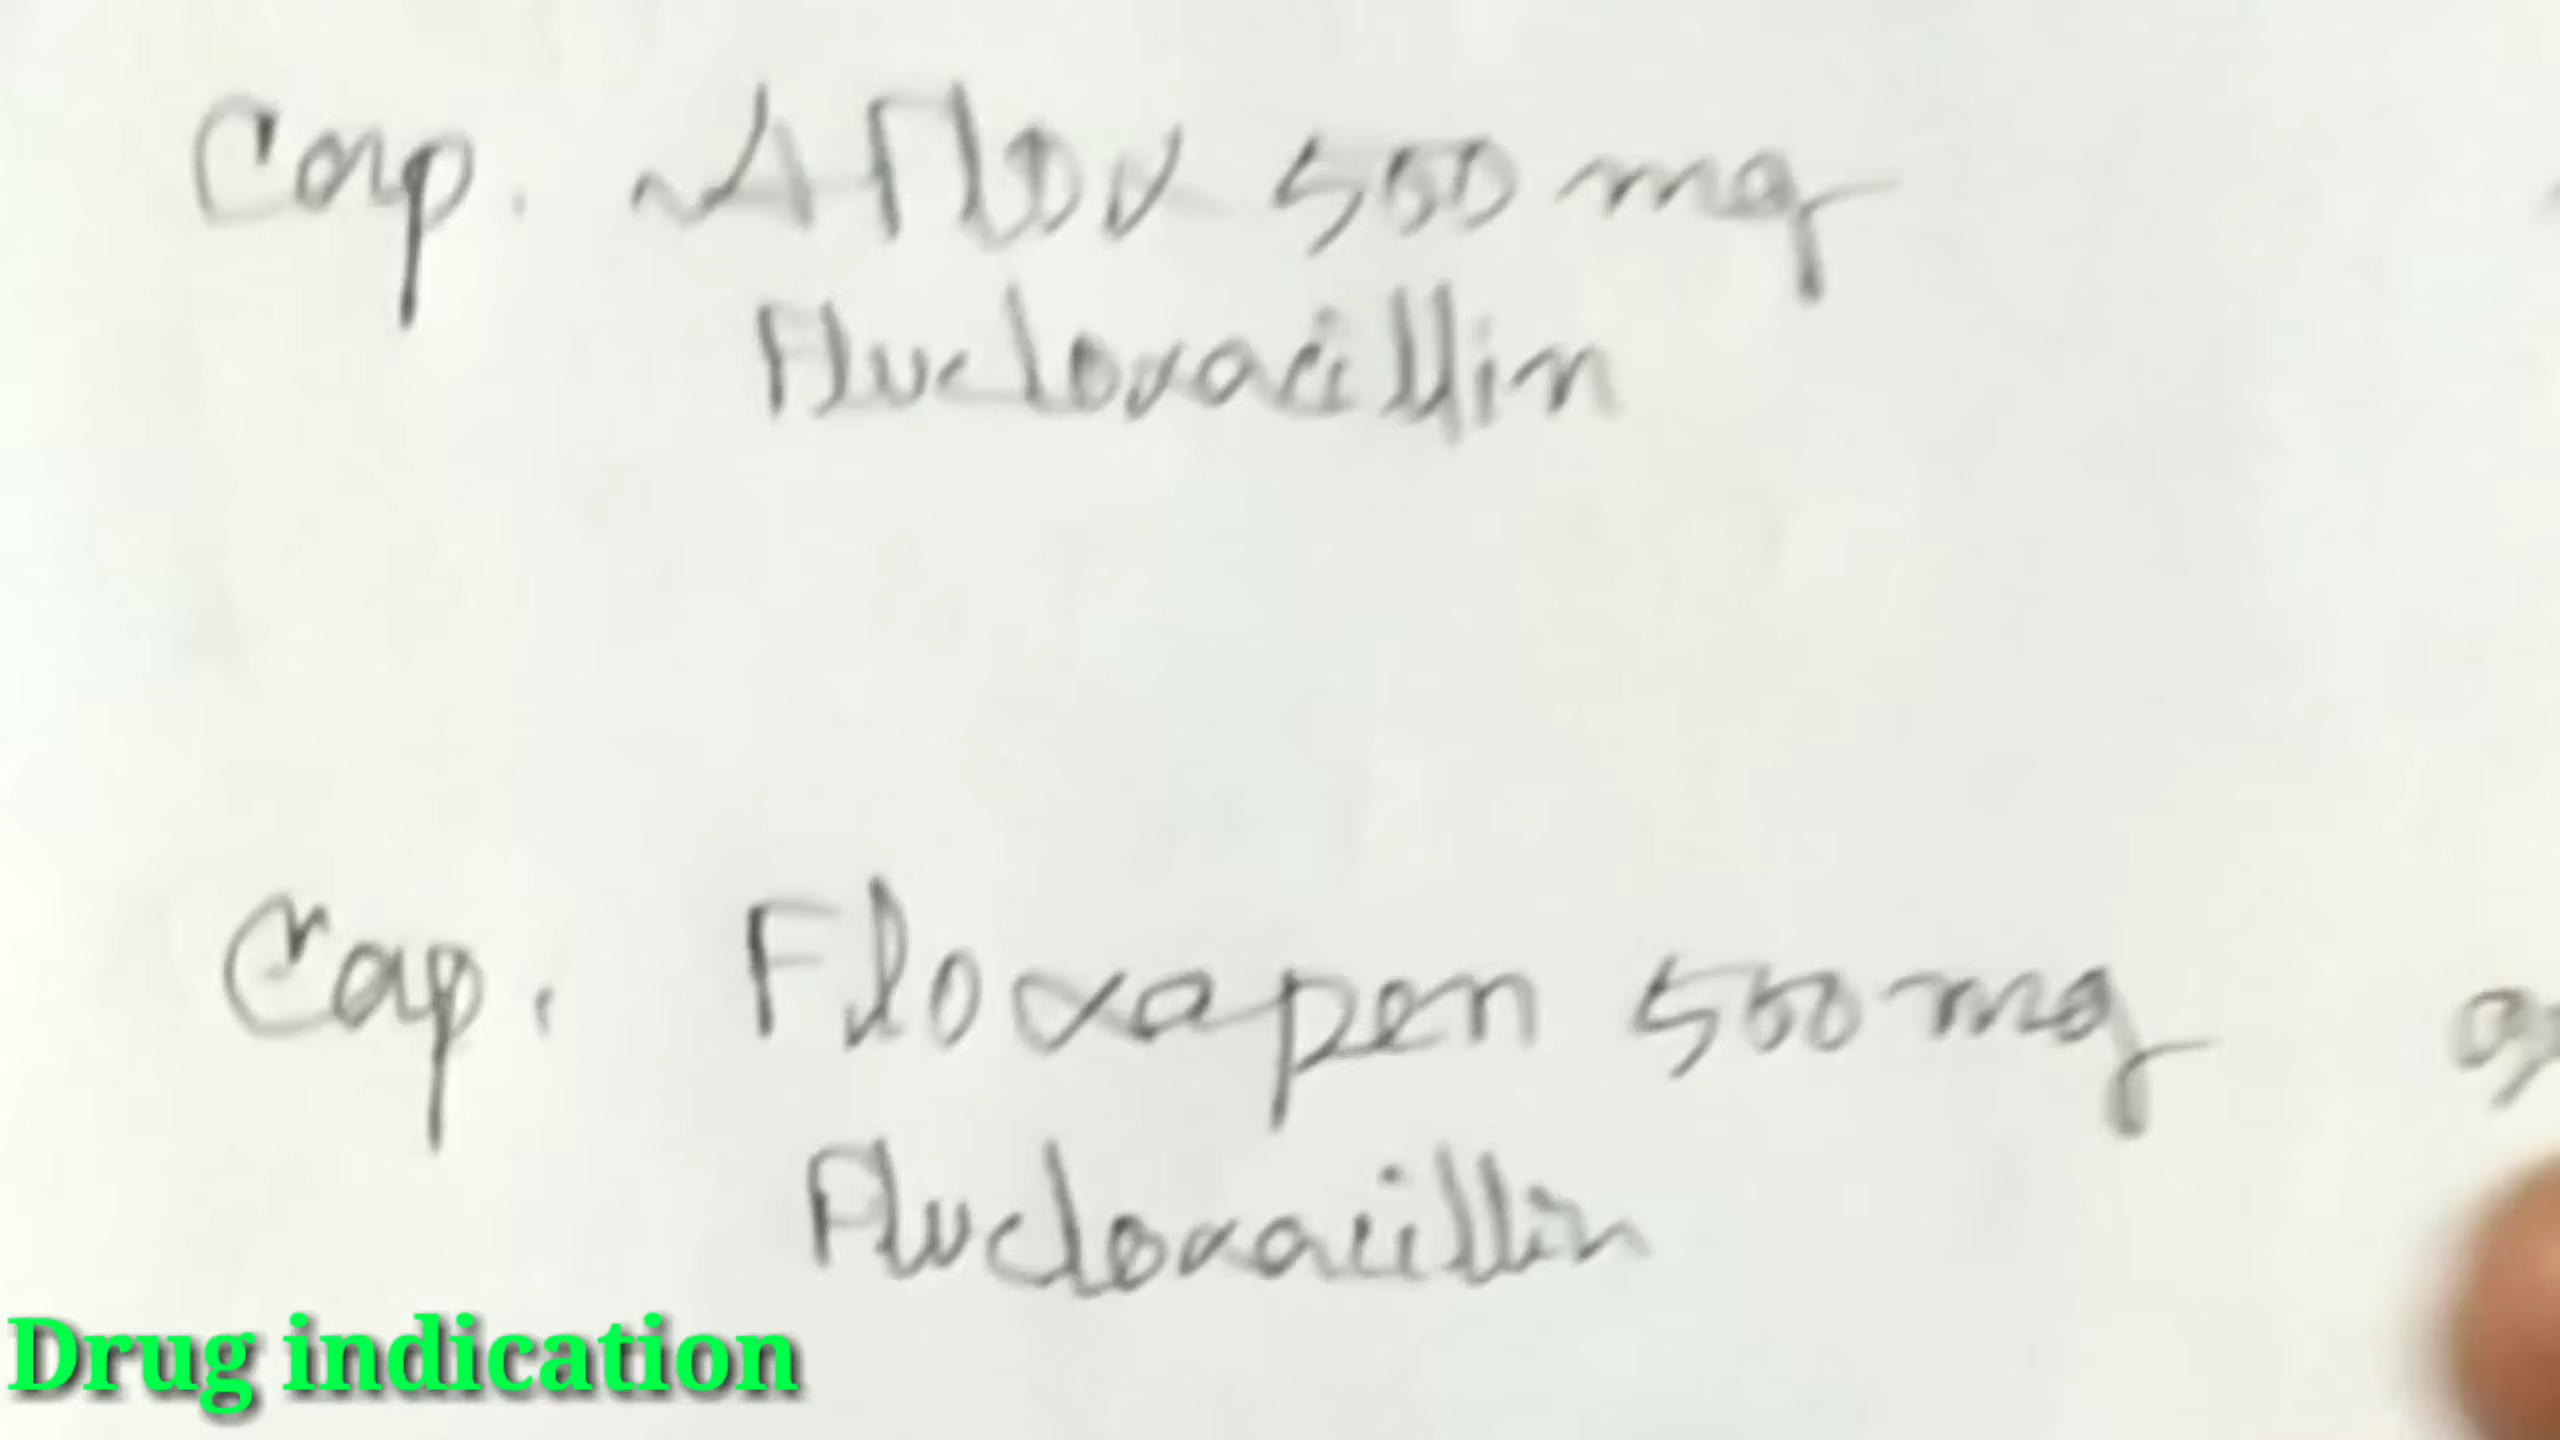 Cap. Aflox 500 mg
Flucloxacillin
Cap. Floxapen 500 mg
Flucloxacillin
Drug indication